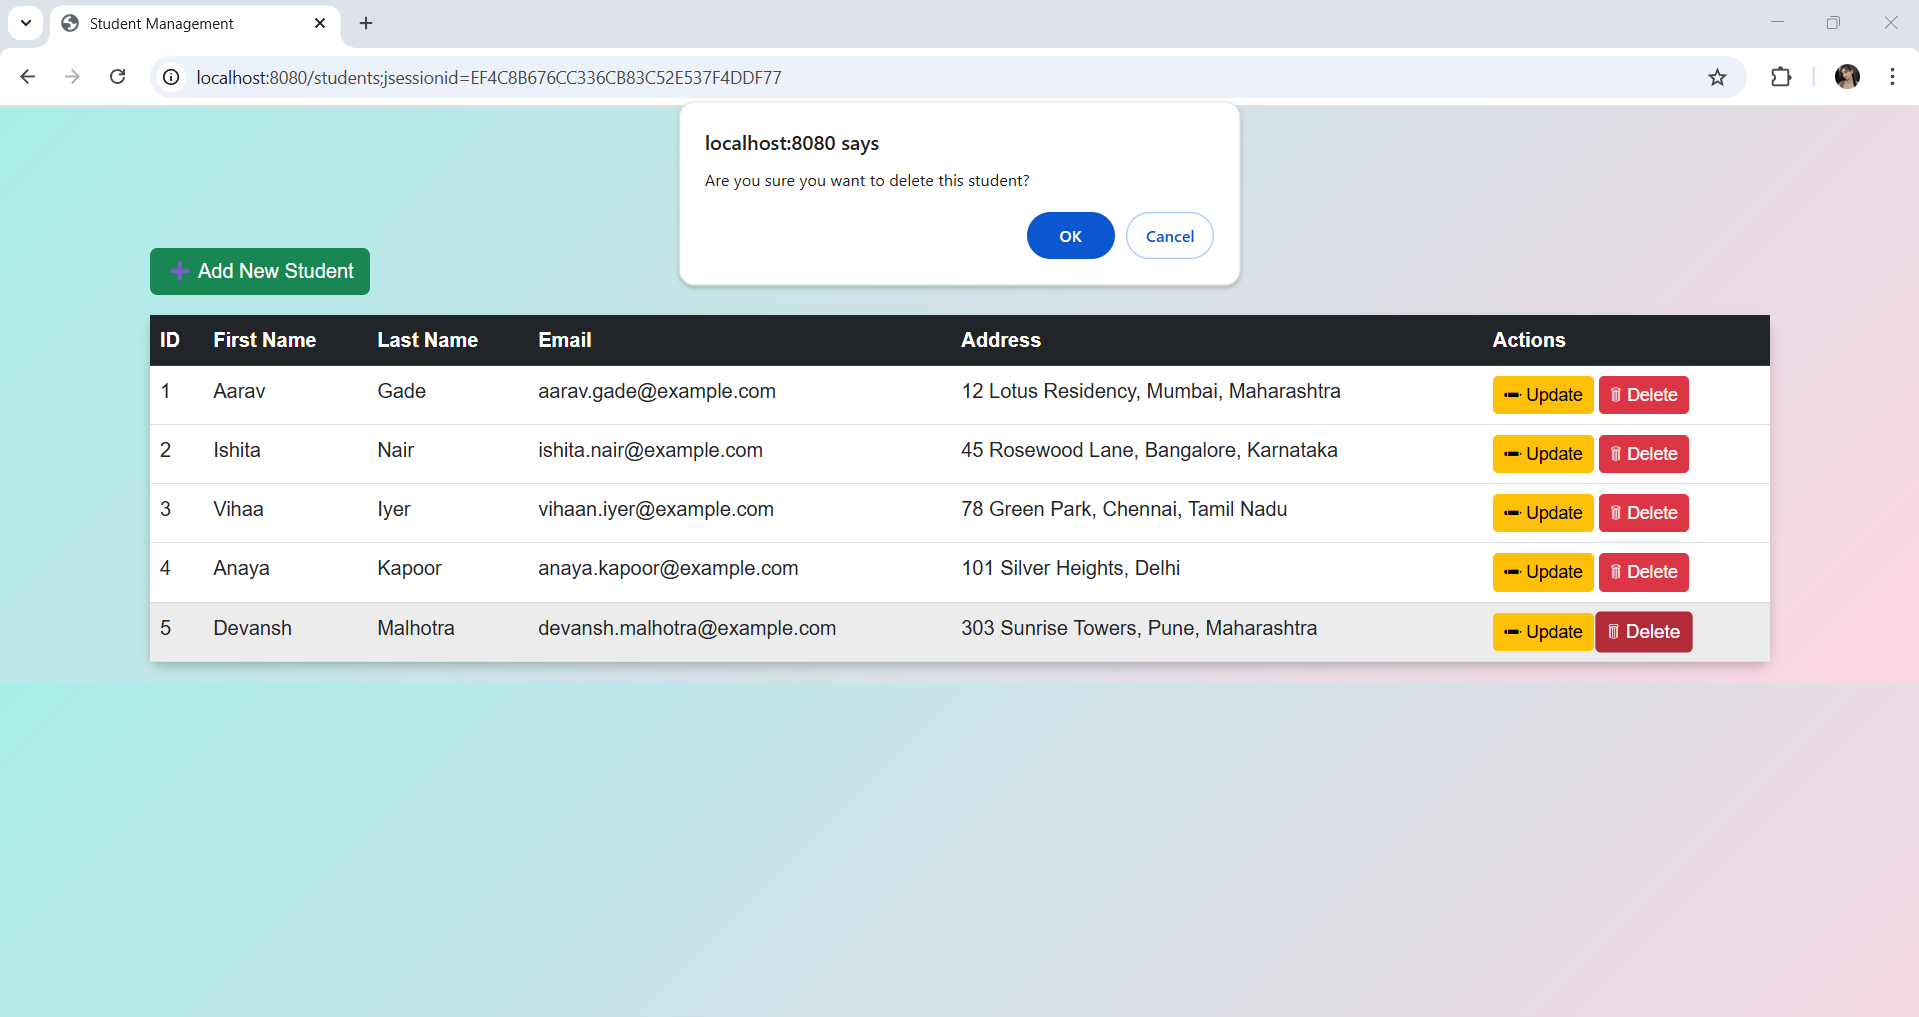 Student Management
localhost:8080/students;jsessionid=EF4C8B676CC336CB83C52E537F4DDF77
localhost:8080 says
Are you sure you want to delete this student?
OK Cancel
Add New Student
ID First Name Last Name Email Address Actions
1 Aarav Gade aarav.gade@example.com 12 Lotus Residency, Mumbai, Maharashtra Update Delete
2 Ishita Nair ishita.nair@example.com 45 Rosewood Lane, Bangalore, Karnataka Update Delete
3 Vihaa Iyer vihaan.iyer@example.com 78 Green Park, Chennai, Tamil Nadu Update Delete
4 Anaya Kapoor anaya.kapoor@example.com 101 Silver Heights, Delhi Update Delete
5 Devansh Malhotra devansh.malhotra@example.com 303 Sunrise Towers, Pune, Maharashtra Update Delete